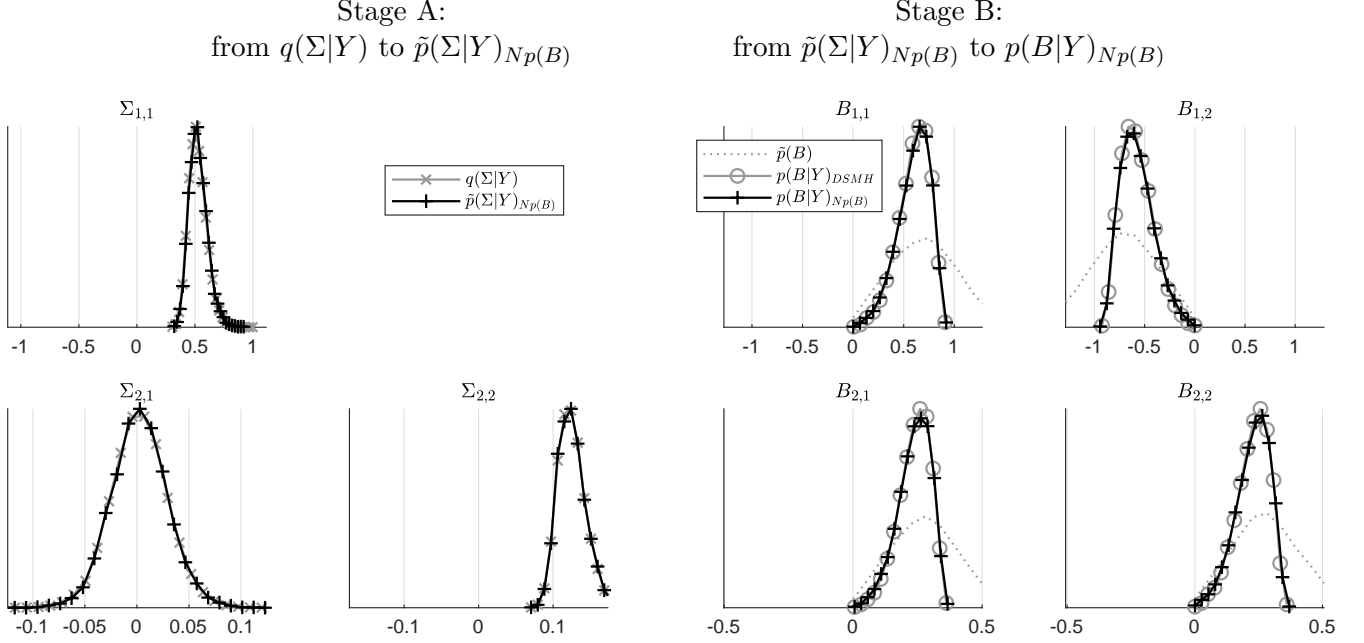 Stage A:
from q(Σ|Y) to p̃(Σ|Y)_{Np(B)}
Stage B:
from p̃(Σ|Y)_{Np(B)} to p(B|Y)_{Np(B)}
Σ_{1,1}
-1 -0.5 0 0.5 1
q(Σ|Y)
p̃(Σ|Y)_{Np(B)}
B_{1,1}
p̃(B)
p(B|Y)_{DSMH}
p(B|Y)_{Np(B)}
-1 -0.5 0 0.5 1
B_{1,2}
-1 -0.5 0 0.5 1
Σ_{2,1}
-0.1 -0.05 0 0.05 0.1
Σ_{2,2}
-0.1 0 0.1
B_{2,1}
-0.5 0 0.5
B_{2,2}
-0.5 0 0.5